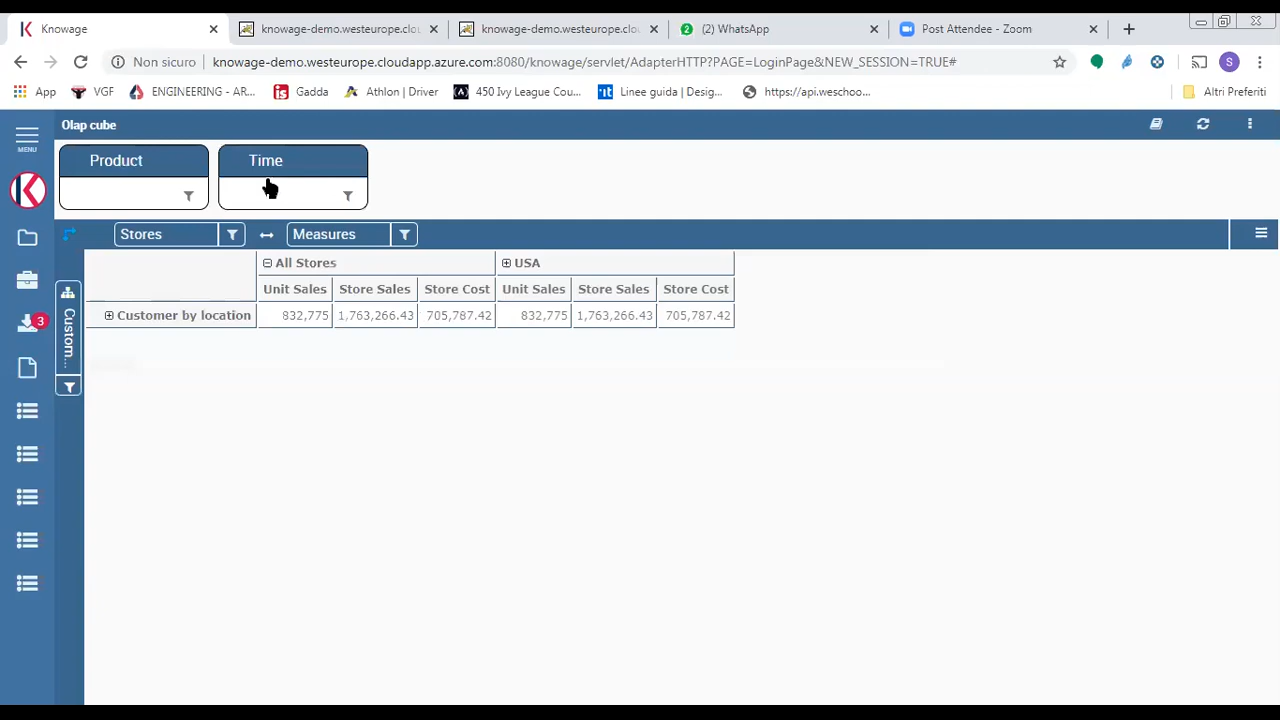 Knowage
knowage-demo.westeurope.clou
knowage-demo.westeurope.clou
(2) WhatsApp
Post Attendee - Zoom
Non sicuro
knowage-demo.westeurope.cloudapp.azure.com:8080/knowage/servlet/AdapterHTTP?PAGE=LoginPage&NEW_SESSION=TRUE#
S
App
VGF
ENGINEERING - AR...
Gadda
Athlon | Driver
450 Ivy League Cou...
Linee guida | Desig...
https://api.weschoo...
Altri Preferiti
MENU
Olap cube
Product
Time
Stores
Measures
All Stores
USA
Unit Sales Store Sales Store Cost Unit Sales Store Sales Store Cost
Customer by location 832,775 1,763,266.43 705,787.42 832,775 1,763,266.43 705,787.42
Custom...
3